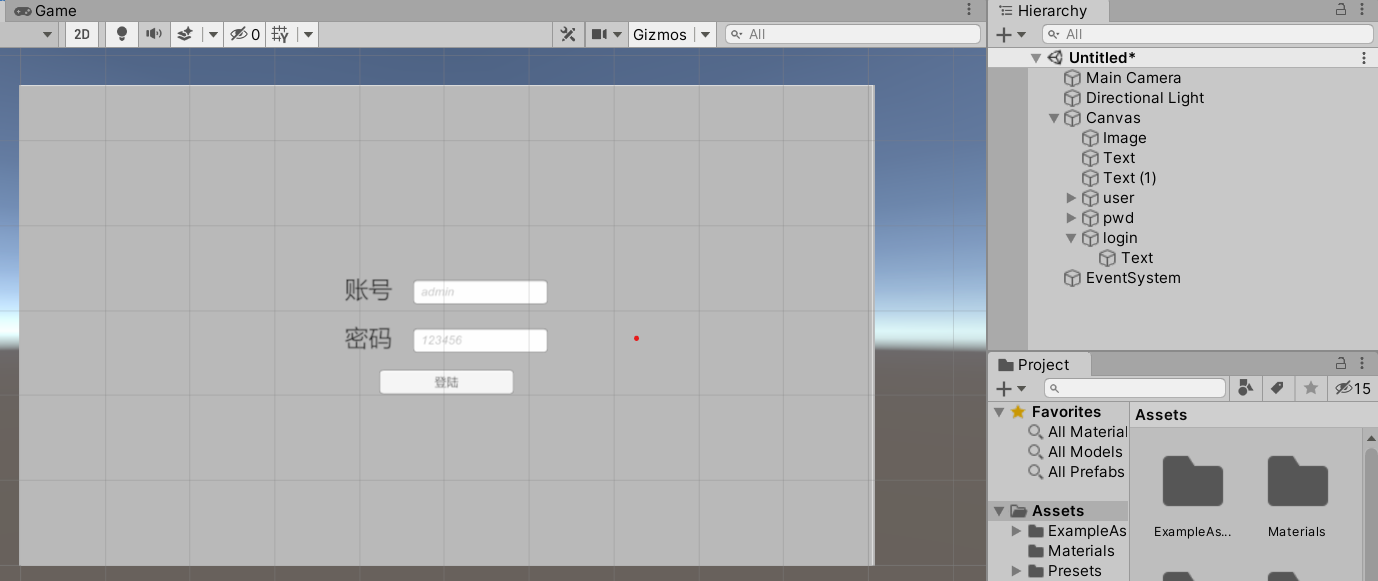 Game
2D
0
Gizmos
All
账号
admin
密码
123456
登陆
Hierarchy
All
Untitled*
Main Camera
Directional Light
Canvas
Image
Text
Text (1)
user
pwd
login
Text
EventSystem
Project
15
Favorites
All Material
All Models
All Prefabs
Assets
ExampleAs
Materials
Presets
Assets
ExampleAs...
Materials